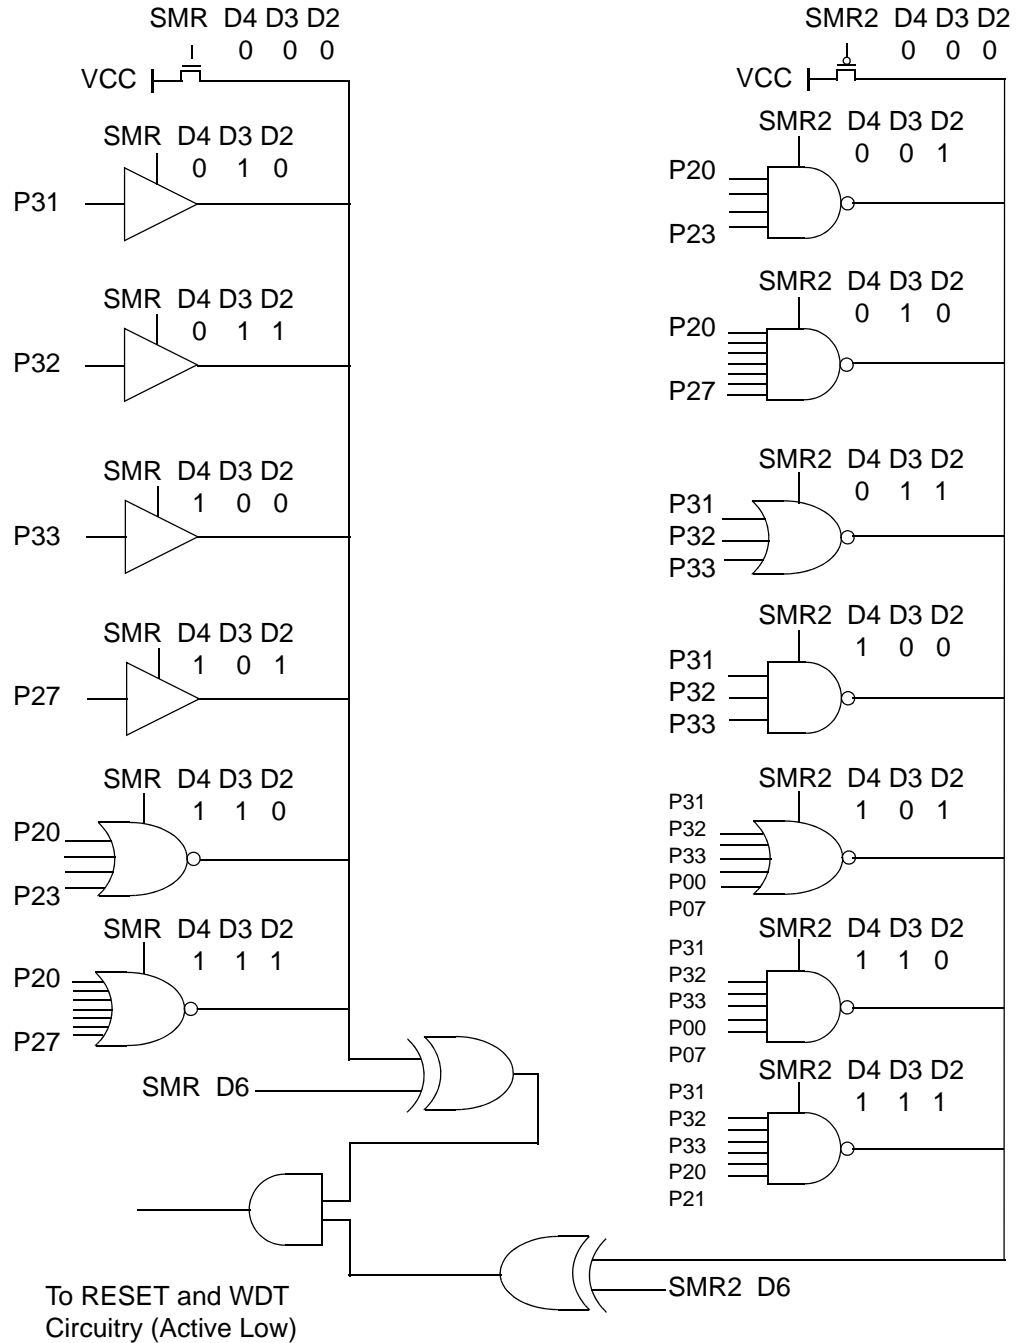 SMR D4 D3 D2
0 0 0
VCC
SMR D4 D3 D2
0 1 0
P31
SMR D4 D3 D2
0 1 1
P32
SMR D4 D3 D2
1 0 0
P33
SMR D4 D3 D2
1 0 1
P27
SMR D4 D3 D2
1 1 0
P20
P23
SMR D4 D3 D2
1 1 1
P20
P27
SMR D6
To RESET and WDT
Circuitry (Active Low)
SMR2 D4 D3 D2
0 0 0
VCC
SMR2 D4 D3 D2
0 0 1
P20
P23
SMR2 D4 D3 D2
0 1 0
P20
P27
SMR2 D4 D3 D2
0 1 1
P31
P32
P33
SMR2 D4 D3 D2
1 0 0
P31
P32
P33
SMR2 D4 D3 D2
1 0 1
P31
P32
P33
P00
P07
SMR2 D4 D3 D2
1 1 0
P31
P32
P33
P00
P07
SMR2 D4 D3 D2
1 1 1
P31
P32
P33
P20
P21
SMR2 D6